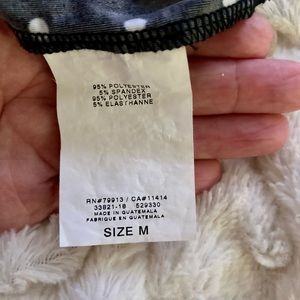 95% POLYESTER
5% SPANDEX
95% POLYESTER
5% ELASTHANNE
RN#79913 / CA#11414
33821-18 529330
MADE IN GUATEMALA
FABRIQUE EN GUATEMALA
SIZE M